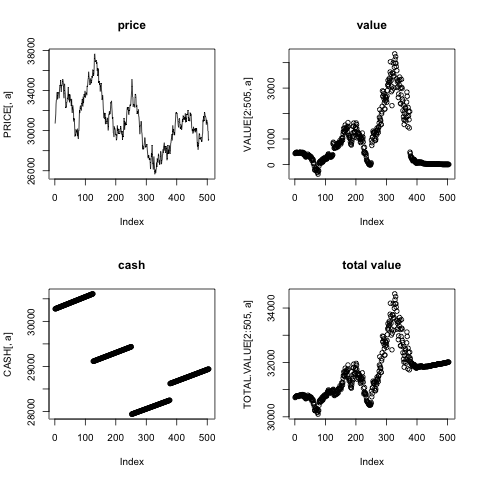 price
PRICE[, a]
26000 30000 34000 38000
0 100 200 300 400 500
Index
value
VALUE[2:505, a]
0 1000 3000
0 100 200 300 400 500
Index
cash
CASH[, a]
28000 29000 30000
0 100 200 300 400 500
Index
total value
TOTAL.VALUE[2:505, a]
30000 32000 34000
0 100 200 300 400 500
Index